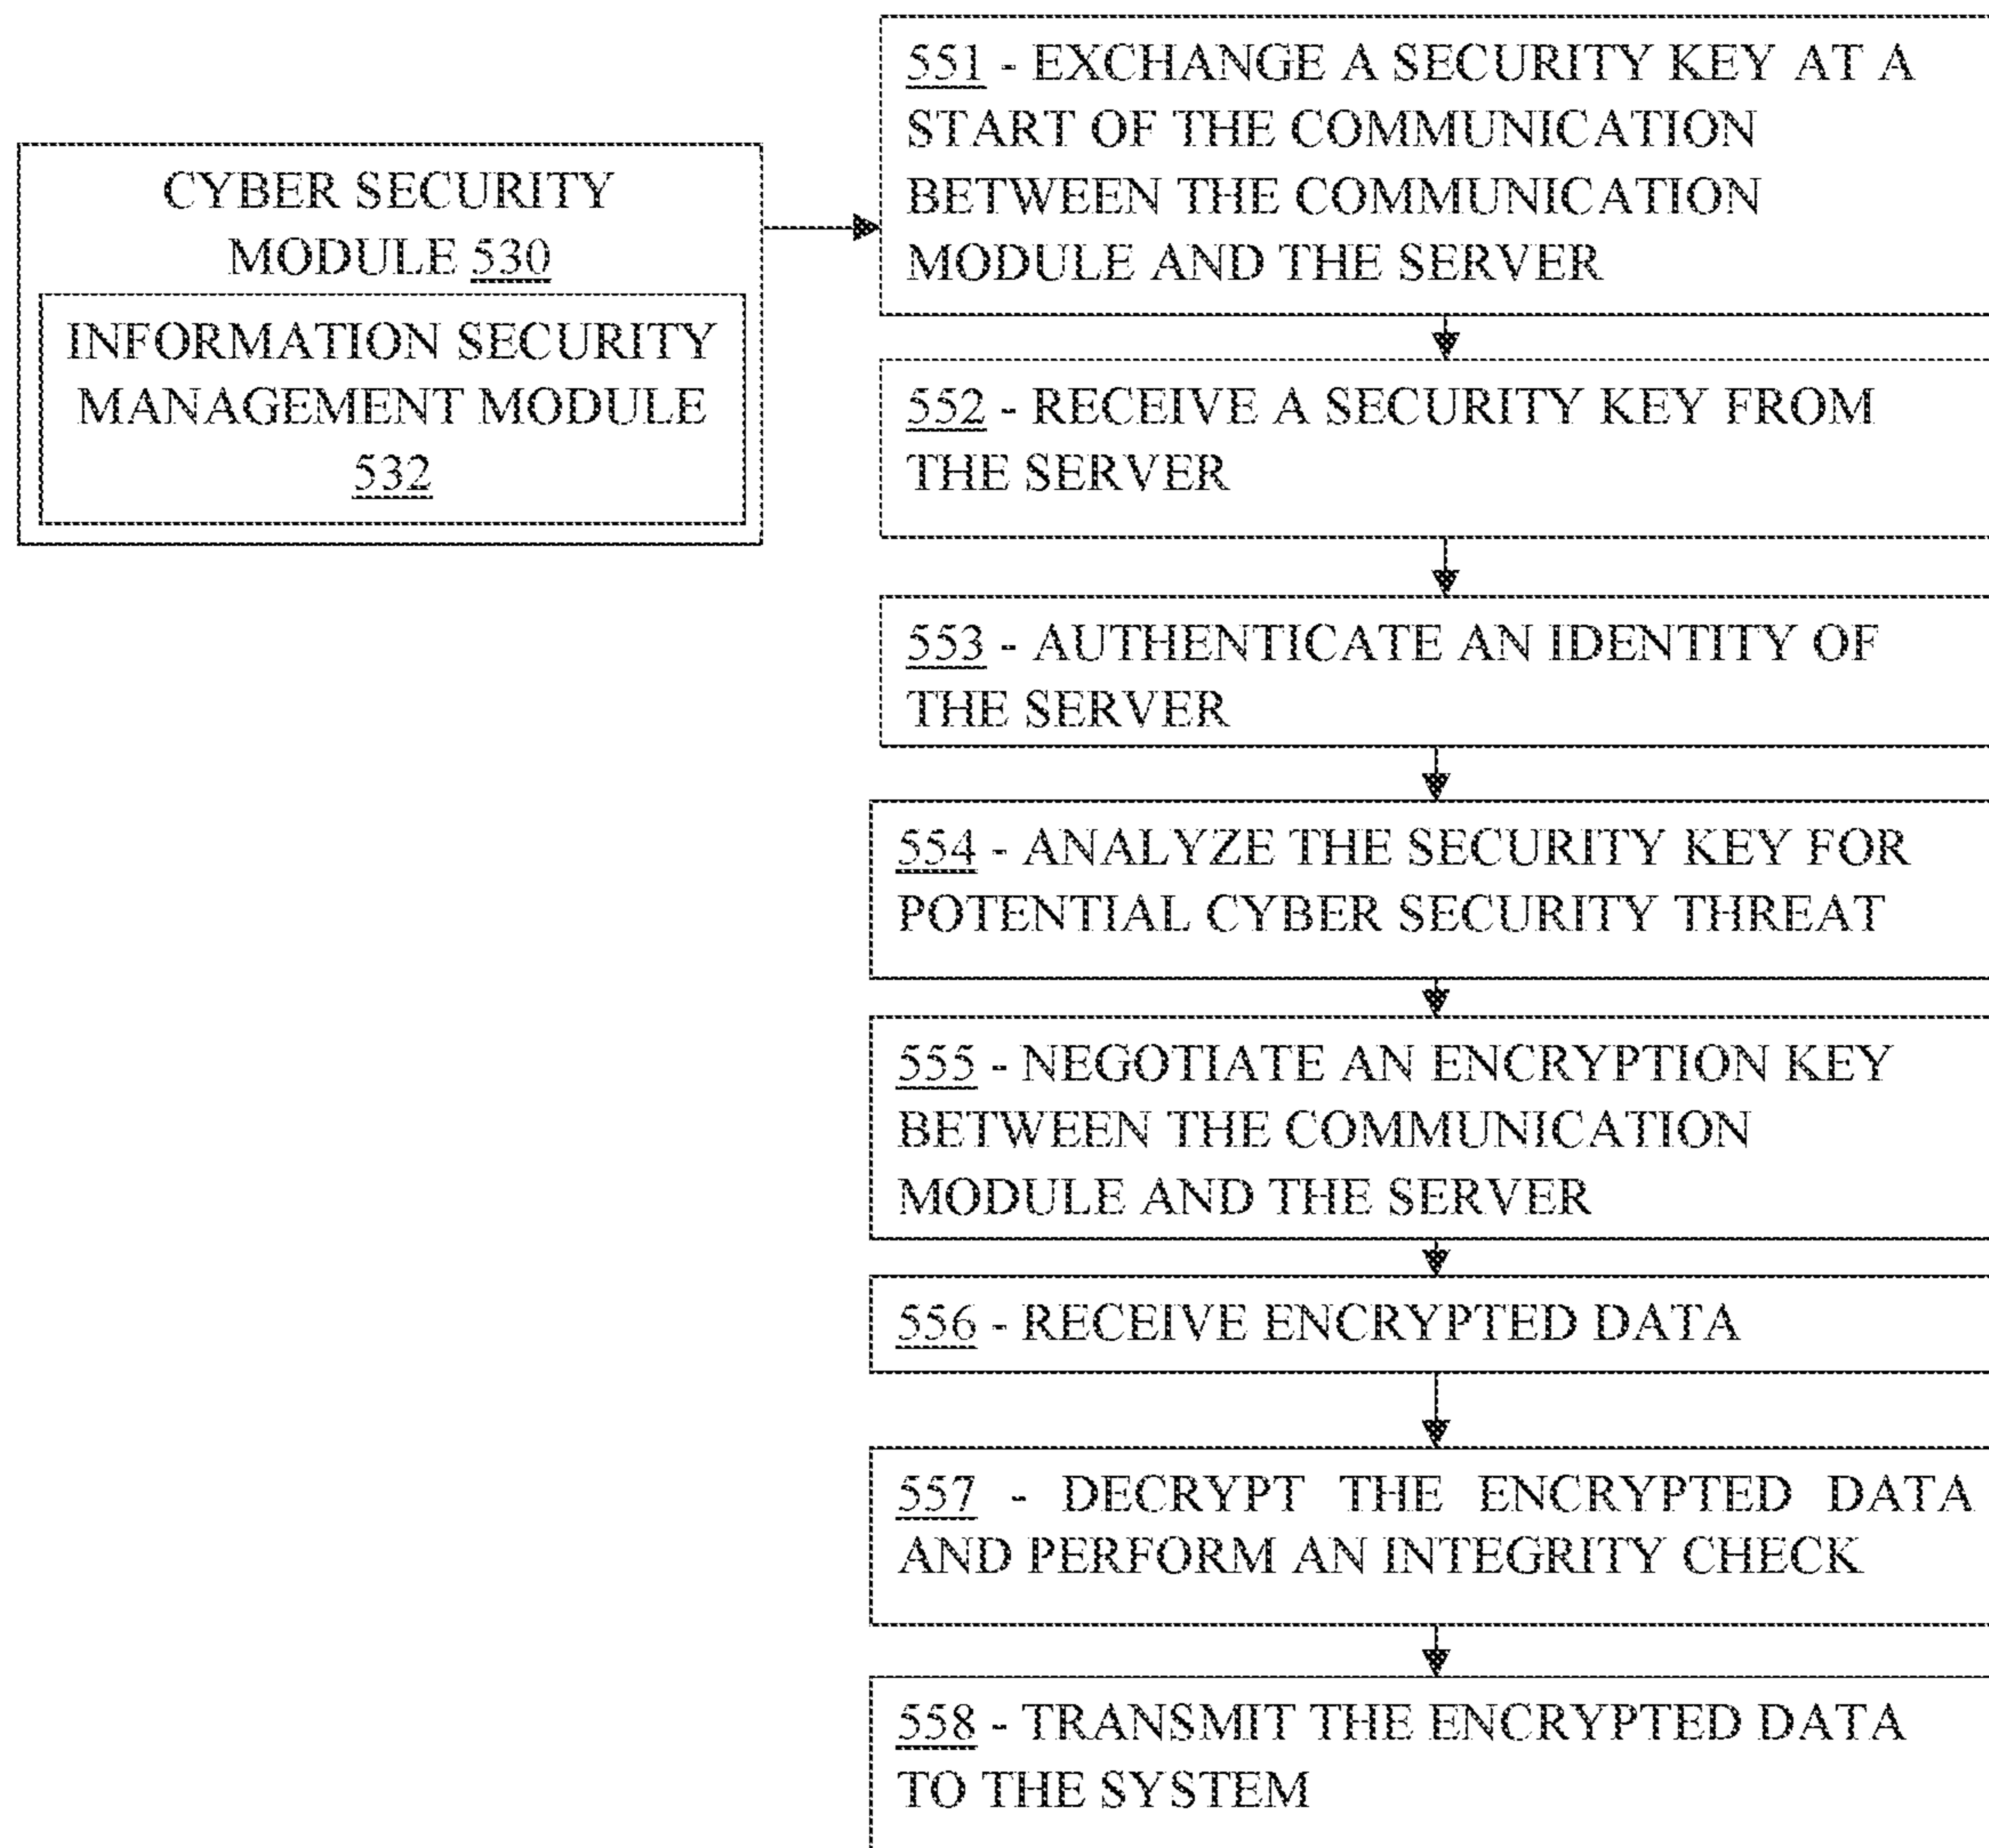 CYBER SECURITY
MODULE 530
INFORMATION SECURITY
MANAGEMENT MODULE
532
551 - EXCHANGE A SECURITY KEY AT A
START OF THE COMMUNICATION
BETWEEN THE COMMUNICATION
MODULE AND THE SERVER
552 - RECEIVE A SECURITY KEY FROM
THE SERVER
553 - AUTHENTICATE AN IDENTITY OF
THE SERVER
554 - ANALYZE THE SECURITY KEY FOR
POTENTIAL CYBER SECURITY THREAT
555 - NEGOTIATE AN ENCRYPTION KEY
BETWEEN THE COMMUNICATION
MODULE AND THE SERVER
556 - RECEIVE ENCRYPTED DATA
557 - DECRYPT THE ENCRYPTED DATA
AND PERFORM AN INTEGRITY CHECK
558 - TRANSMIT THE ENCRYPTED DATA
TO THE SYSTEM